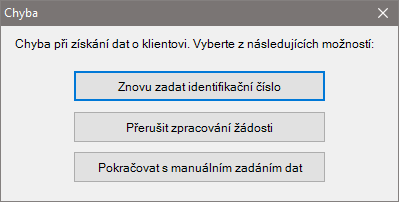 Chyba
Chyba při získání dat o klientovi. Vyberte z následujících možností:
Znovu zadat identifikační číslo
Přerušit zpracování žádosti
Pokračovat s manuálním zadáním dat